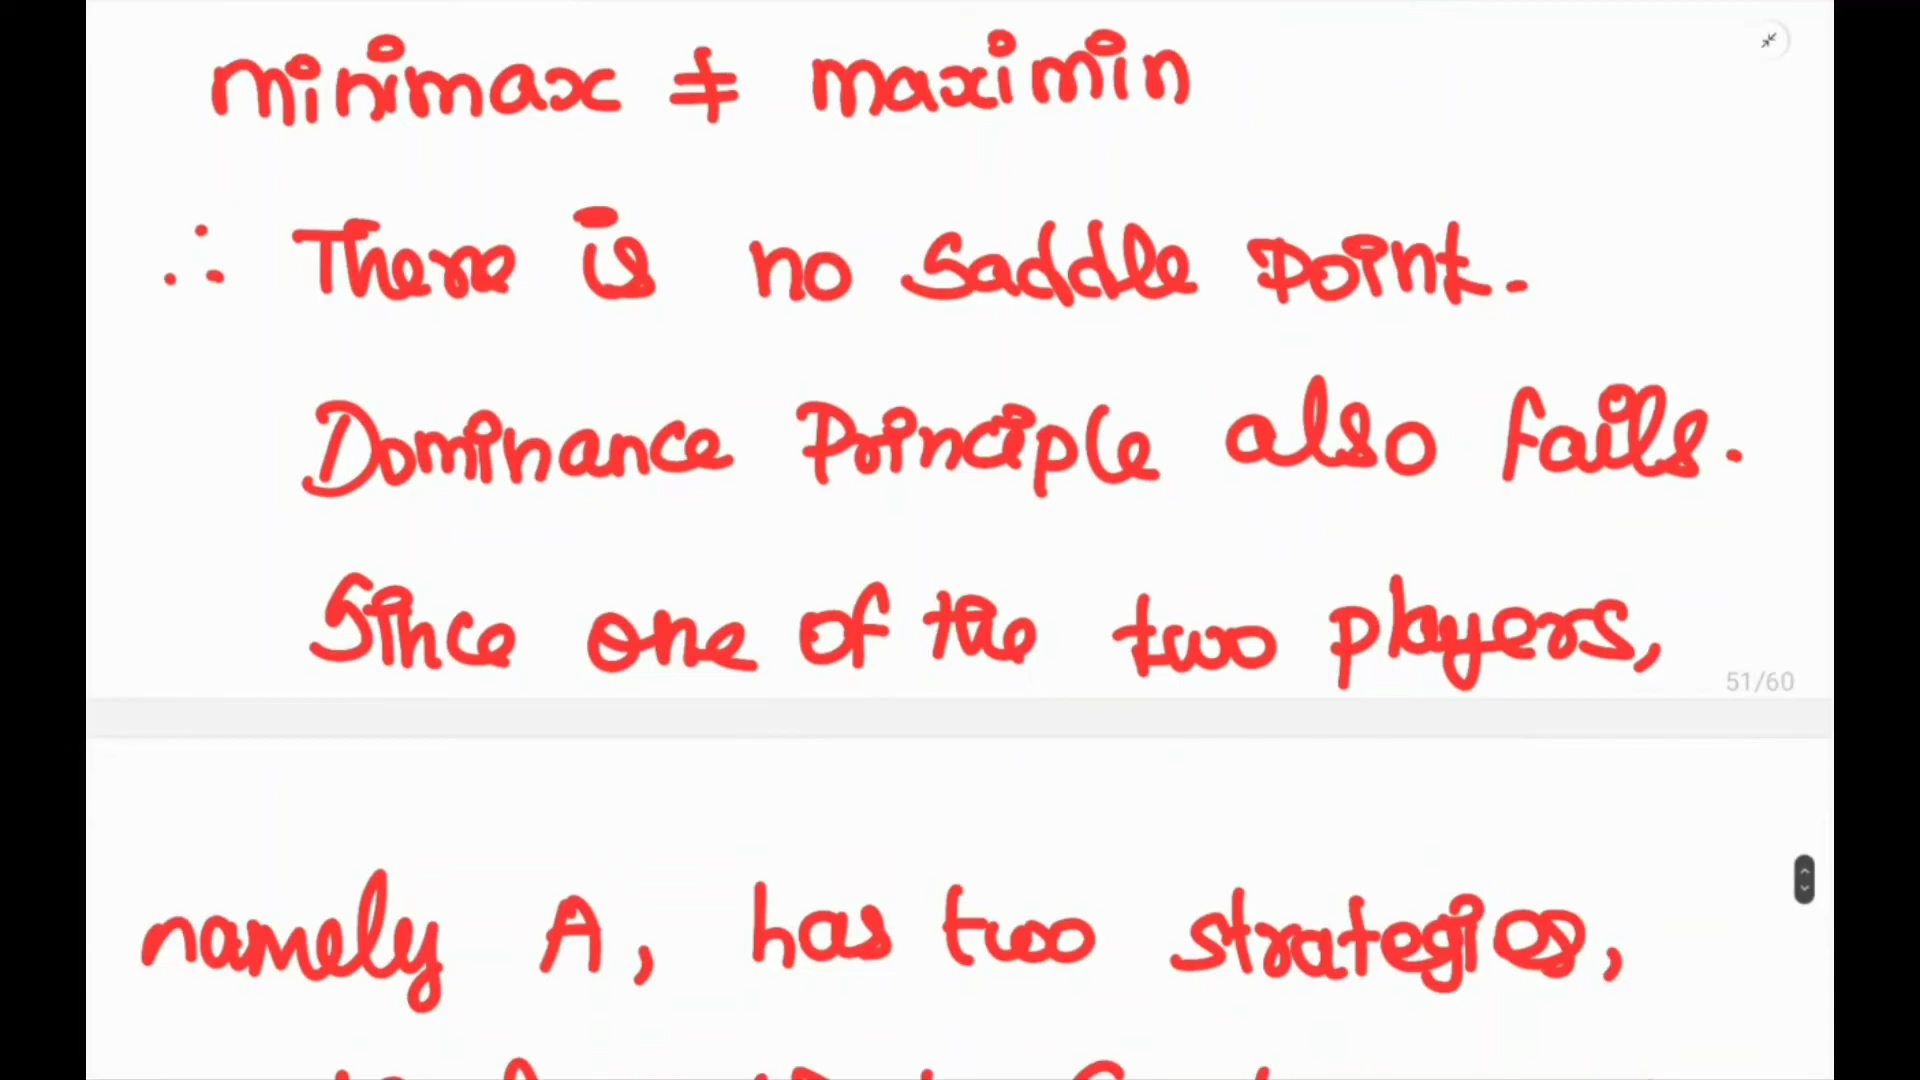 minimax ≠ maximin
∴ There is no saddle point.
Dominance Principle also fails.
Since one of the two players,
51/60
namely A, has two strategies,